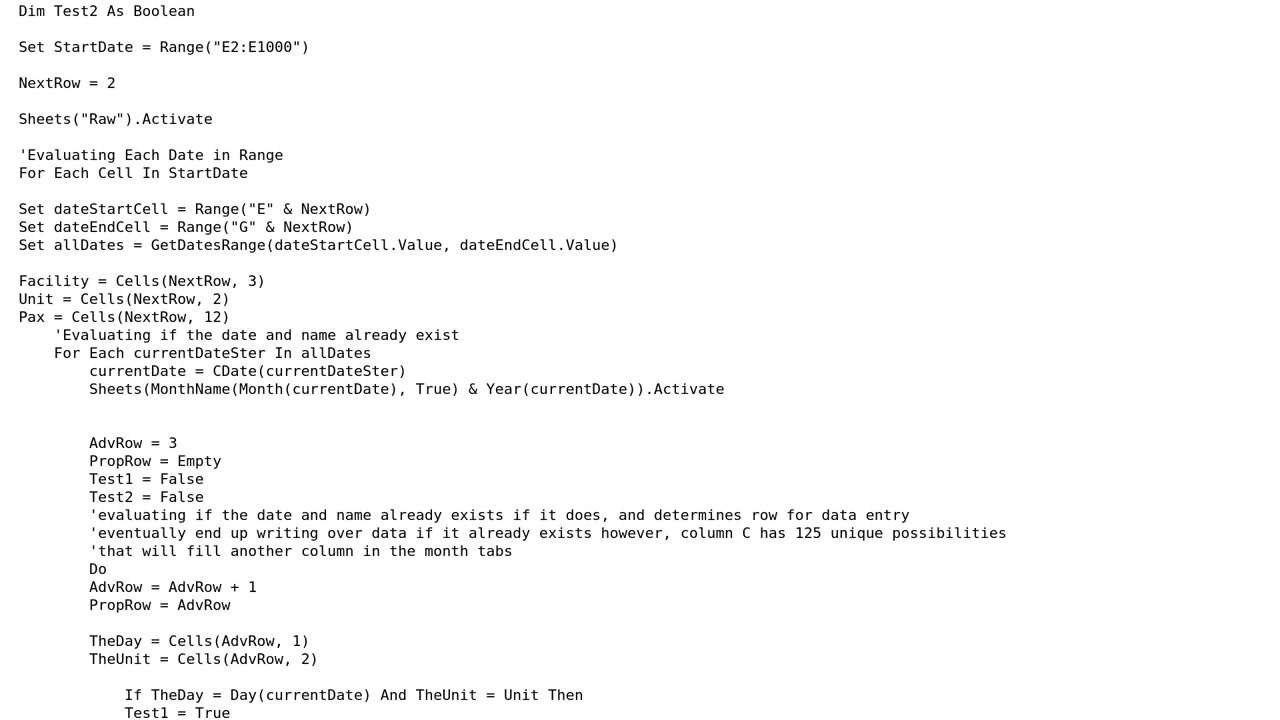 Dim Test2 As Boolean
Set StartDate = Range("E2:E1000")
NextRow = 2
Sheets("Raw").Activate
'Evaluating Each Date in Range
For Each Cell In StartDate
Set dateStartCell = Range("E" & NextRow)
Set dateEndCell = Range("G" & NextRow)
Set allDates = GetDatesRange(dateStartCell.Value, dateEndCell.Value)
Facility = Cells(NextRow, 3)
Unit = Cells(NextRow, 2)
Pax = Cells(NextRow, 12)
'Evaluating if the date and name already exist
For Each currentDateSter In allDates
currentDate = CDate(currentDateSter)
Sheets(MonthName(Month(currentDate), True) & Year(currentDate)).Activate
AdvRow = 3
PropRow = Empty
Test1 = False
Test2 = False
'evaluating if the date and name already exists if it does, and determines row for data entry
'eventually end up writing over data if it already exists however, column C has 125 unique possibilities
'that will fill another column in the month tabs
Do
AdvRow = AdvRow + 1
PropRow = AdvRow
TheDay = Cells(AdvRow, 1)
TheUnit = Cells(AdvRow, 2)
If TheDay = Day(currentDate) And TheUnit = Unit Then
Test1 = True